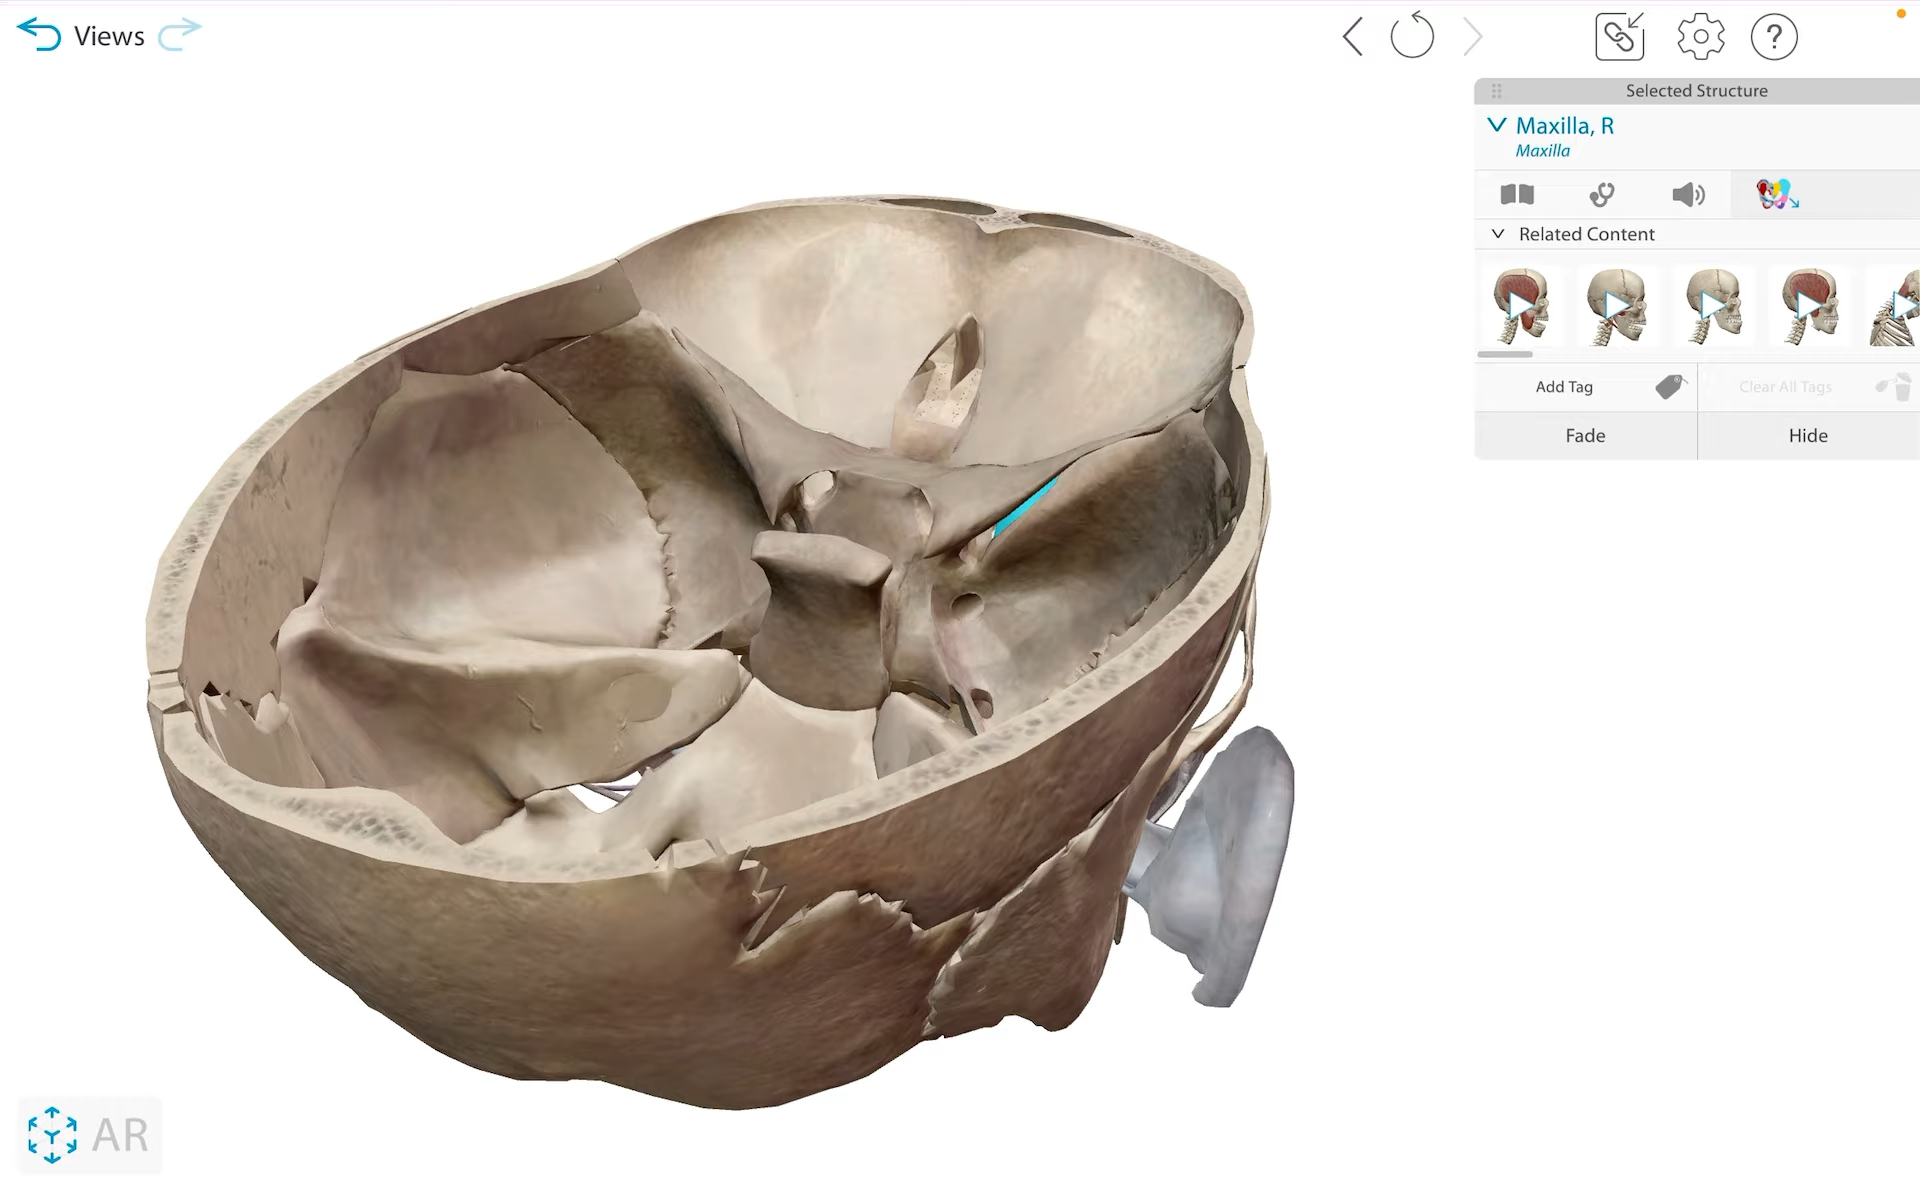 Views
?
Selected Structure
Maxilla, R
Maxilla
Related Content
Add Tag
Clear All Tags
Fade
Hide
AR